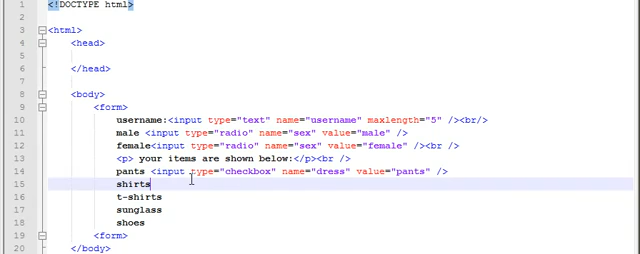 1 <!DOCTYPE html>
2
3 <html>
4 <head>
5
6 </head>
7
8 <body>
9 <form>
10 username:<input type="text" name="username" maxlength="5" /><br/>
11 male <input type="radio" name="sex" value="male" />
12 female<input type="radio" name="sex" value="female" /><br />
13 <p> your items are shown below:</p><br />
14 pants <input type="checkbox" name="dress" value="pants" />
15 shirts
16 t-shirts
17 sunglass
18 shoes
19 <form>
20 </body>